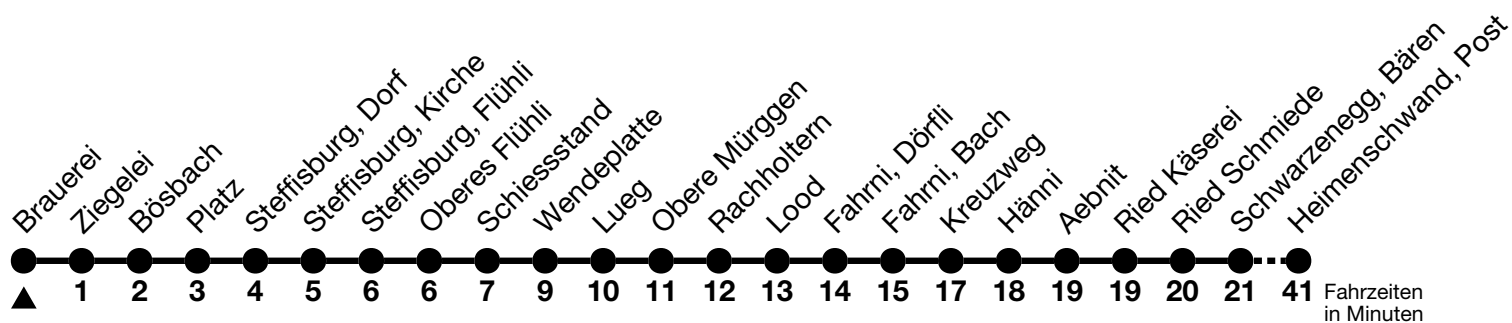 Brauerei
Ziegelei
Bösbach
Platz
Steffisburg, Dorf
Steffisburg, Kirche
Steffisburg, Flühli
Oberes Flühli
Schiessstand
Wendeplatte
Lueg
Obere Mürggen
Rachholtern
Lood
Fahrni, Dörfli
Fahrni, Bach
Kreuzweg
Hänni
Aebnit
Ried Käserei
Ried Schmiede
Schwarzenegg, Bären
Heimenschwand, Post
1 2 3 4 5 6 6 7 9 10 11 12 13 14 15 17 18 19 19 20 21 41 Fahrzeiten
in Minuten